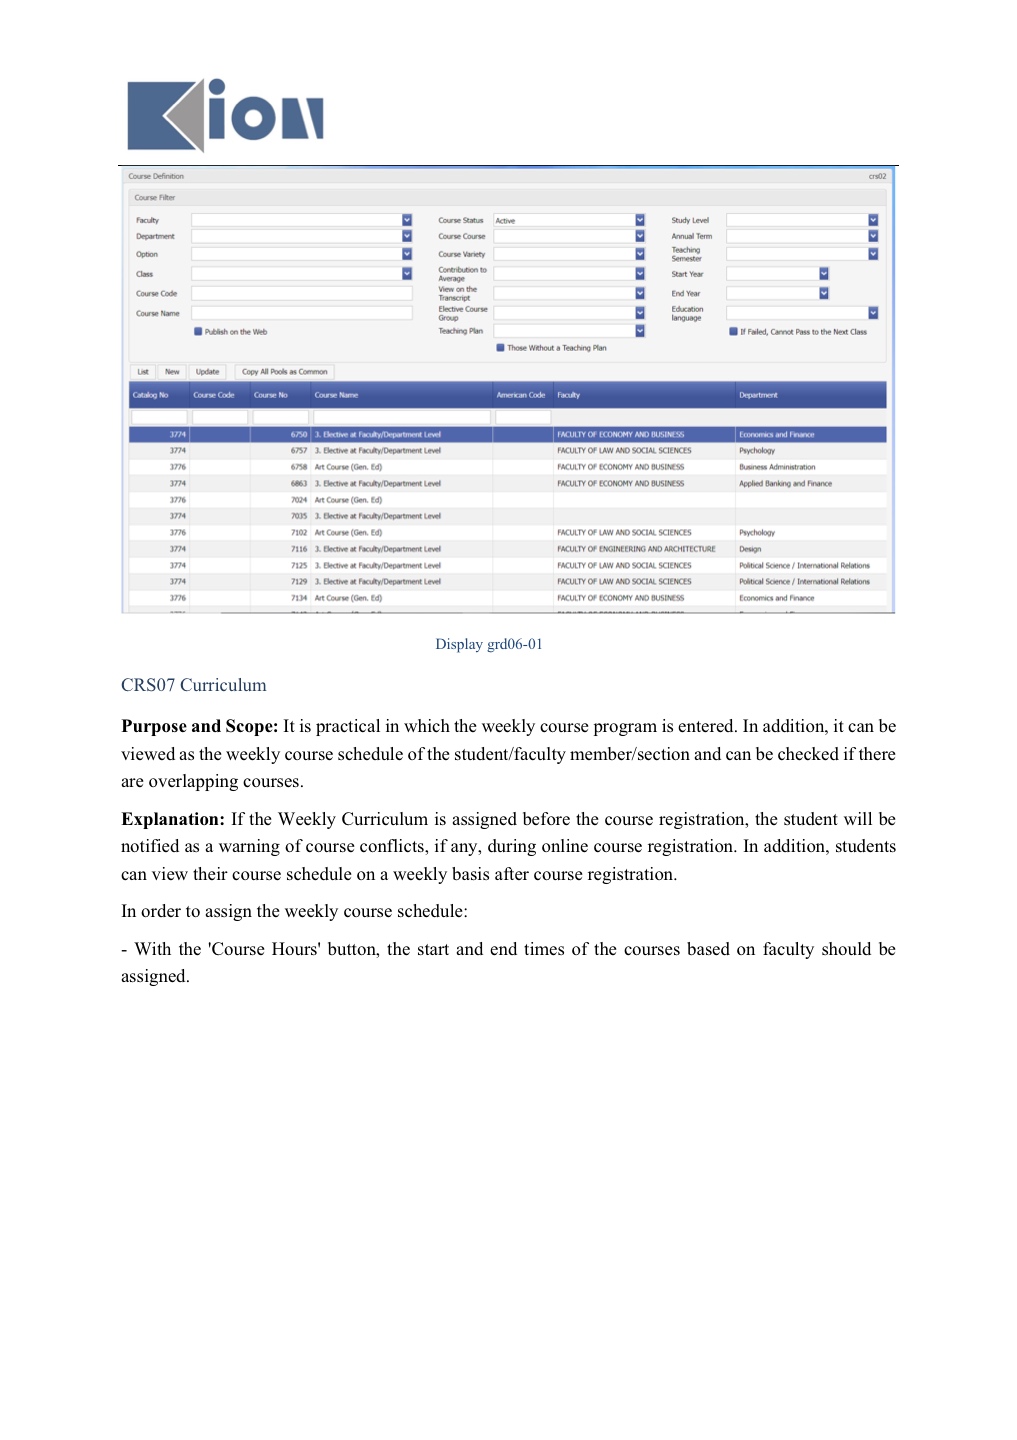 Kion
Course Definition crs02
Course Filter
Faculty Course Status Active Study Level
Department Course Course Annual Term
Option Course Variety Teaching Semester
Class Contribution to Average Start Year
Course Code View on the Transcript End Year
Course Name Elective Course Group Education language
Publish on the Web Teaching Plan If Failed, Cannot Pass to the Next Class
Those Without a Teaching Plan
List New Update Copy All Pools as Common
Catalog No Course Code Course No Course Name American Code Faculty Department
3774 6750 3. Elective at Faculty/Department Level FACULTY OF ECONOMY AND BUSINESS Economics and Finance
3774 6757 3. Elective at Faculty/Department Level FACULTY OF LAW AND SOCIAL SCIENCES Psychology
3776 6758 Art Course (Gen. Ed) FACULTY OF ECONOMY AND BUSINESS Business Administration
3774 6863 3. Elective at Faculty/Department Level FACULTY OF ECONOMY AND BUSINESS Applied Banking and Finance
3776 7024 Art Course (Gen. Ed)
3774 7035 3. Elective at Faculty/Department Level
3776 7102 Art Course (Gen. Ed) FACULTY OF LAW AND SOCIAL SCIENCES Psychology
3774 7116 3. Elective at Faculty/Department Level FACULTY OF ENGINEERING AND ARCHITECTURE Design
3774 7125 3. Elective at Faculty/Department Level FACULTY OF LAW AND SOCIAL SCIENCES Political Science / International Relations
3774 7129 3. Elective at Faculty/Department Level FACULTY OF LAW AND SOCIAL SCIENCES Political Science / International Relations
3776 7134 Art Course (Gen. Ed) FACULTY OF ECONOMY AND BUSINESS Economics and Finance
Display grd06-01
CRS07 Curriculum
Purpose and Scope: It is practical in which the weekly course program is entered. In addition, it can be
viewed as the weekly course schedule of the student/faculty member/section and can be checked if there
are overlapping courses.
Explanation: If the Weekly Curriculum is assigned before the course registration, the student will be
notified as a warning of course conflicts, if any, during online course registration. In addition, students
can view their course schedule on a weekly basis after course registration.
In order to assign the weekly course schedule:
- With the 'Course Hours' button, the start and end times of the courses based on faculty should be
assigned.